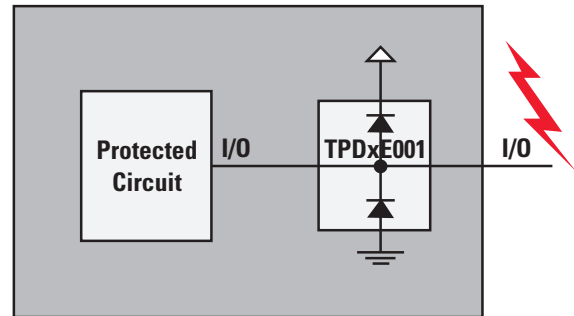 Protected
Circuit
I/O
TPDxE001
I/O